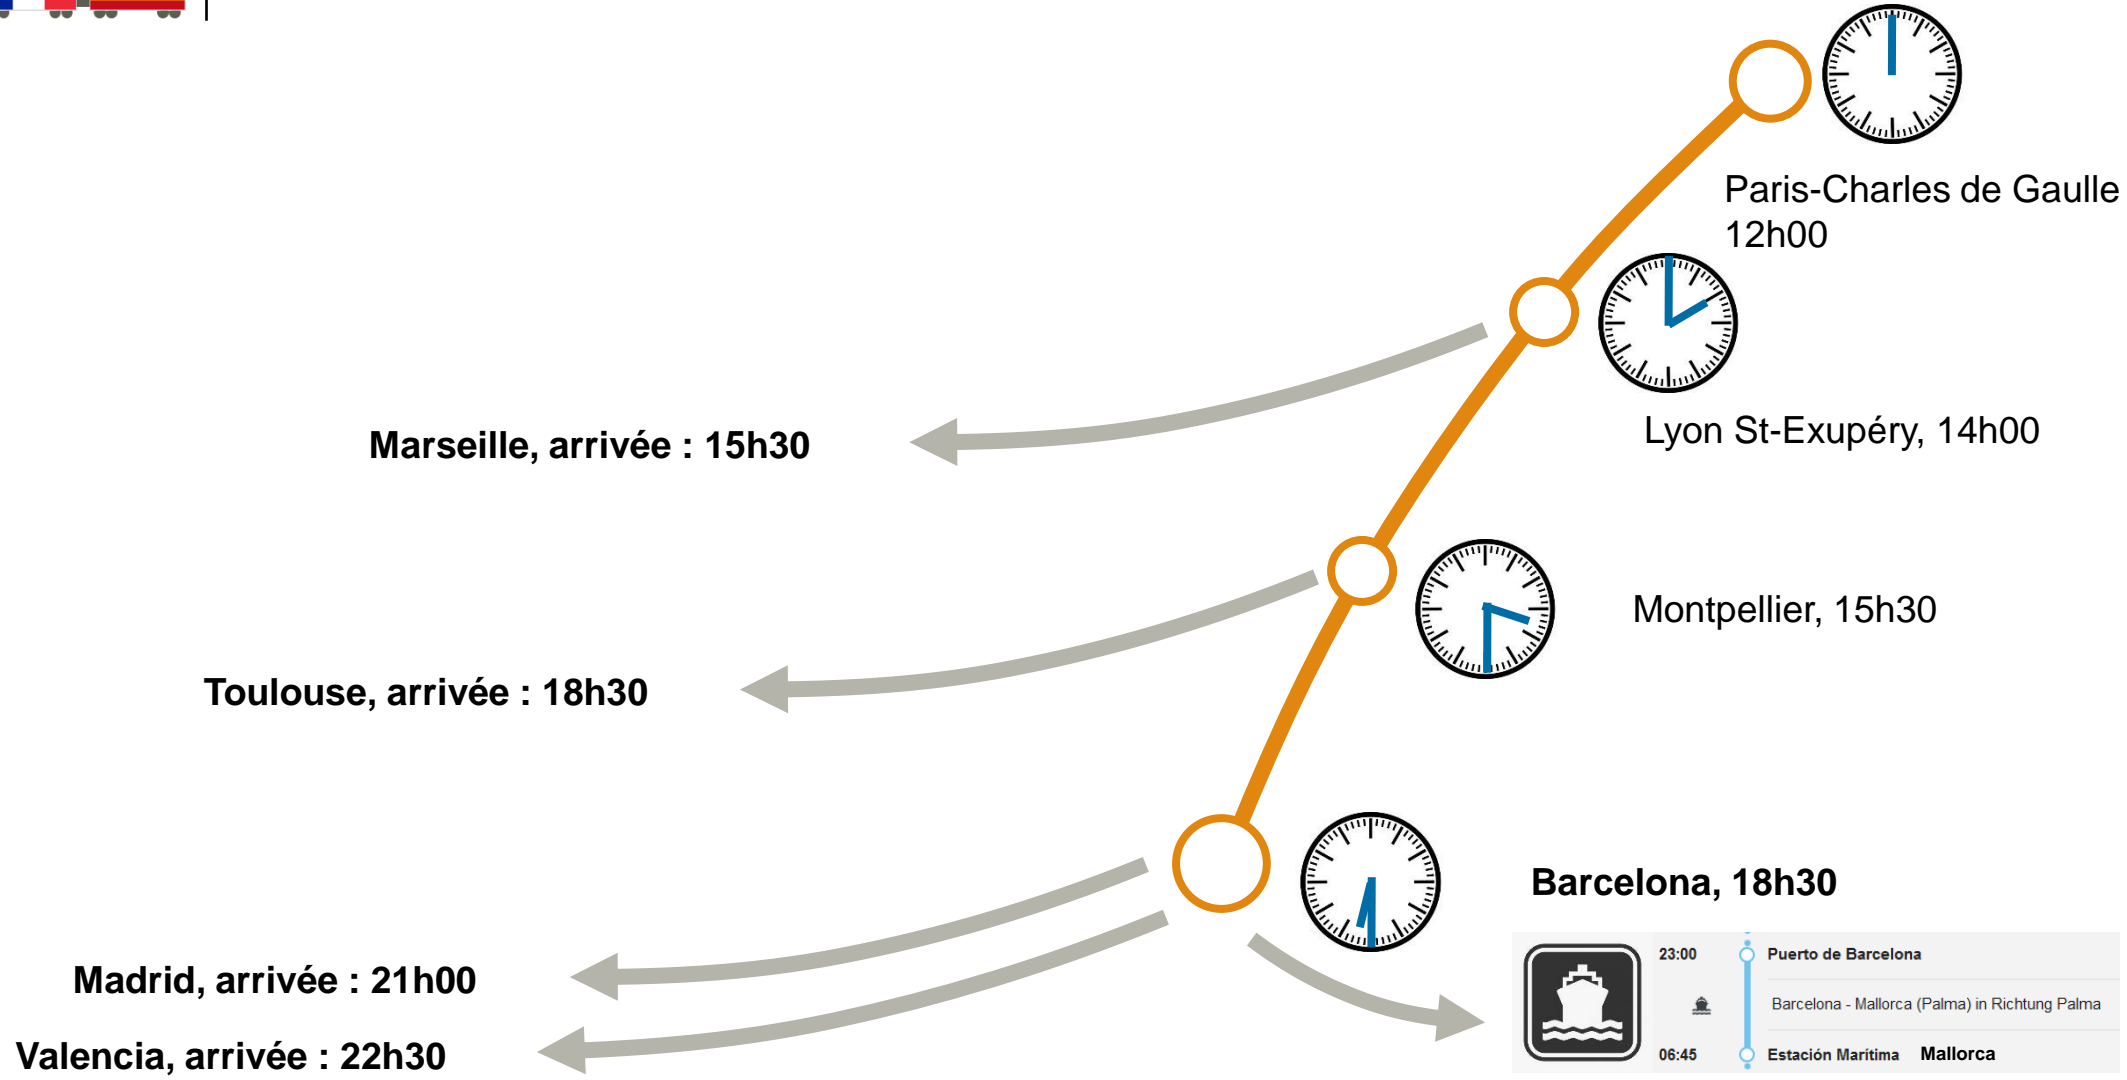 Paris-Charles de Gaulle
12h00
Lyon St-Exupéry, 14h00
Marseille, arrivée : 15h30
Montpellier, 15h30
Toulouse, arrivée : 18h30
Barcelona, 18h30
23:00 Puerto de Barcelona
Barcelona - Mallorca (Palma) in Richtung Palma
06:45 Estación Marítima Mallorca
Madrid, arrivée : 21h00
Valencia, arrivée : 22h30